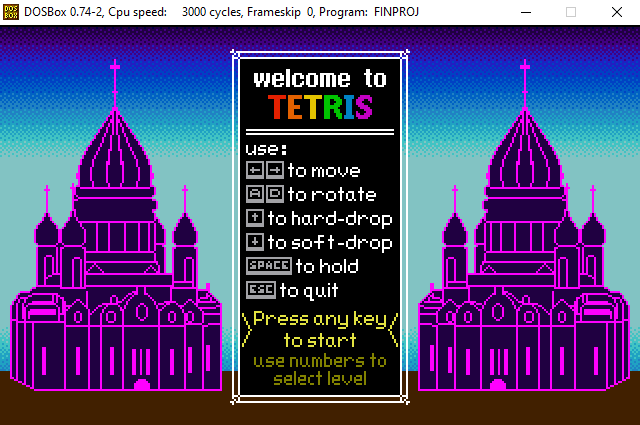 DOSBox 0.74-2, Cpu speed: 3000 cycles, Frameskip 0, Program: FINPROJ
welcome to
TETRIS
use:
← → to move
A D to rotate
↑ to hard-drop
↓ to soft-drop
SPACE to hold
ESC to quit
Press any key
to start
use numbers to
select level